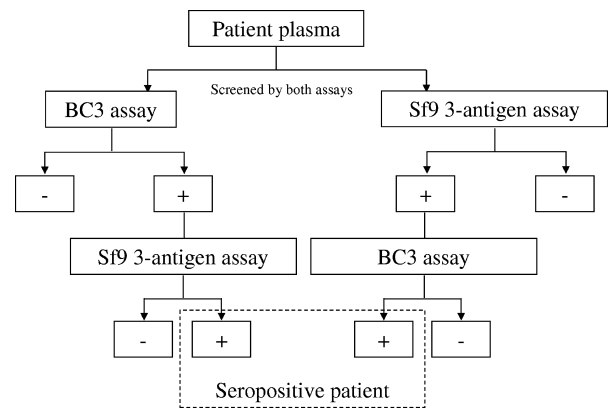 Patient plasma
Screened by both assays
BC3 assay
Sf9 3-antigen assay
-
+
+
-
Sf9 3-antigen assay
BC3 assay
-
+
+
-
Seropositive patient